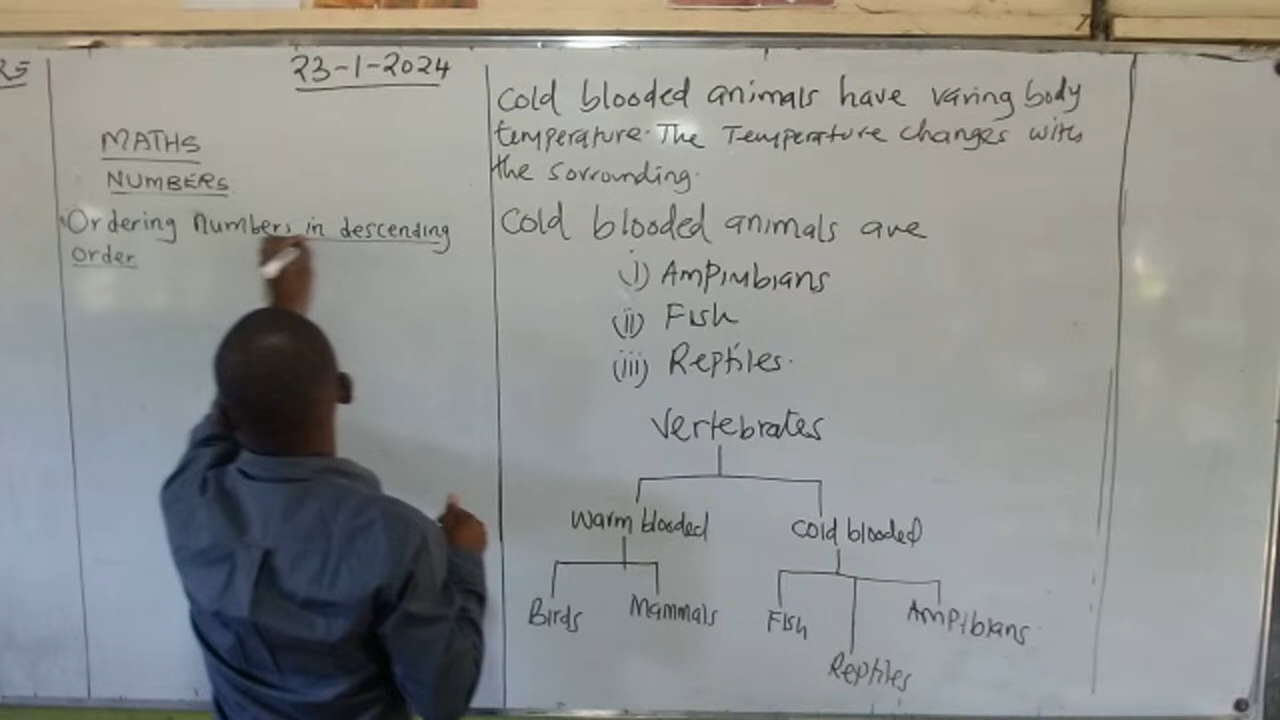 23-1-2024
MATHS
NUMBERS
Ordering numbers in descending
order
Cold blooded animals have varing body
temperature. The Temperature changes with
the sorrounding.
Cold blooded animals are
(i) Ampimbians
(ii) Fish
(iii) Reptiles.
Vertebrates
Warm blooded
Cold blooded
Birds
Mammals
Fish
Reptiles
Ampibians